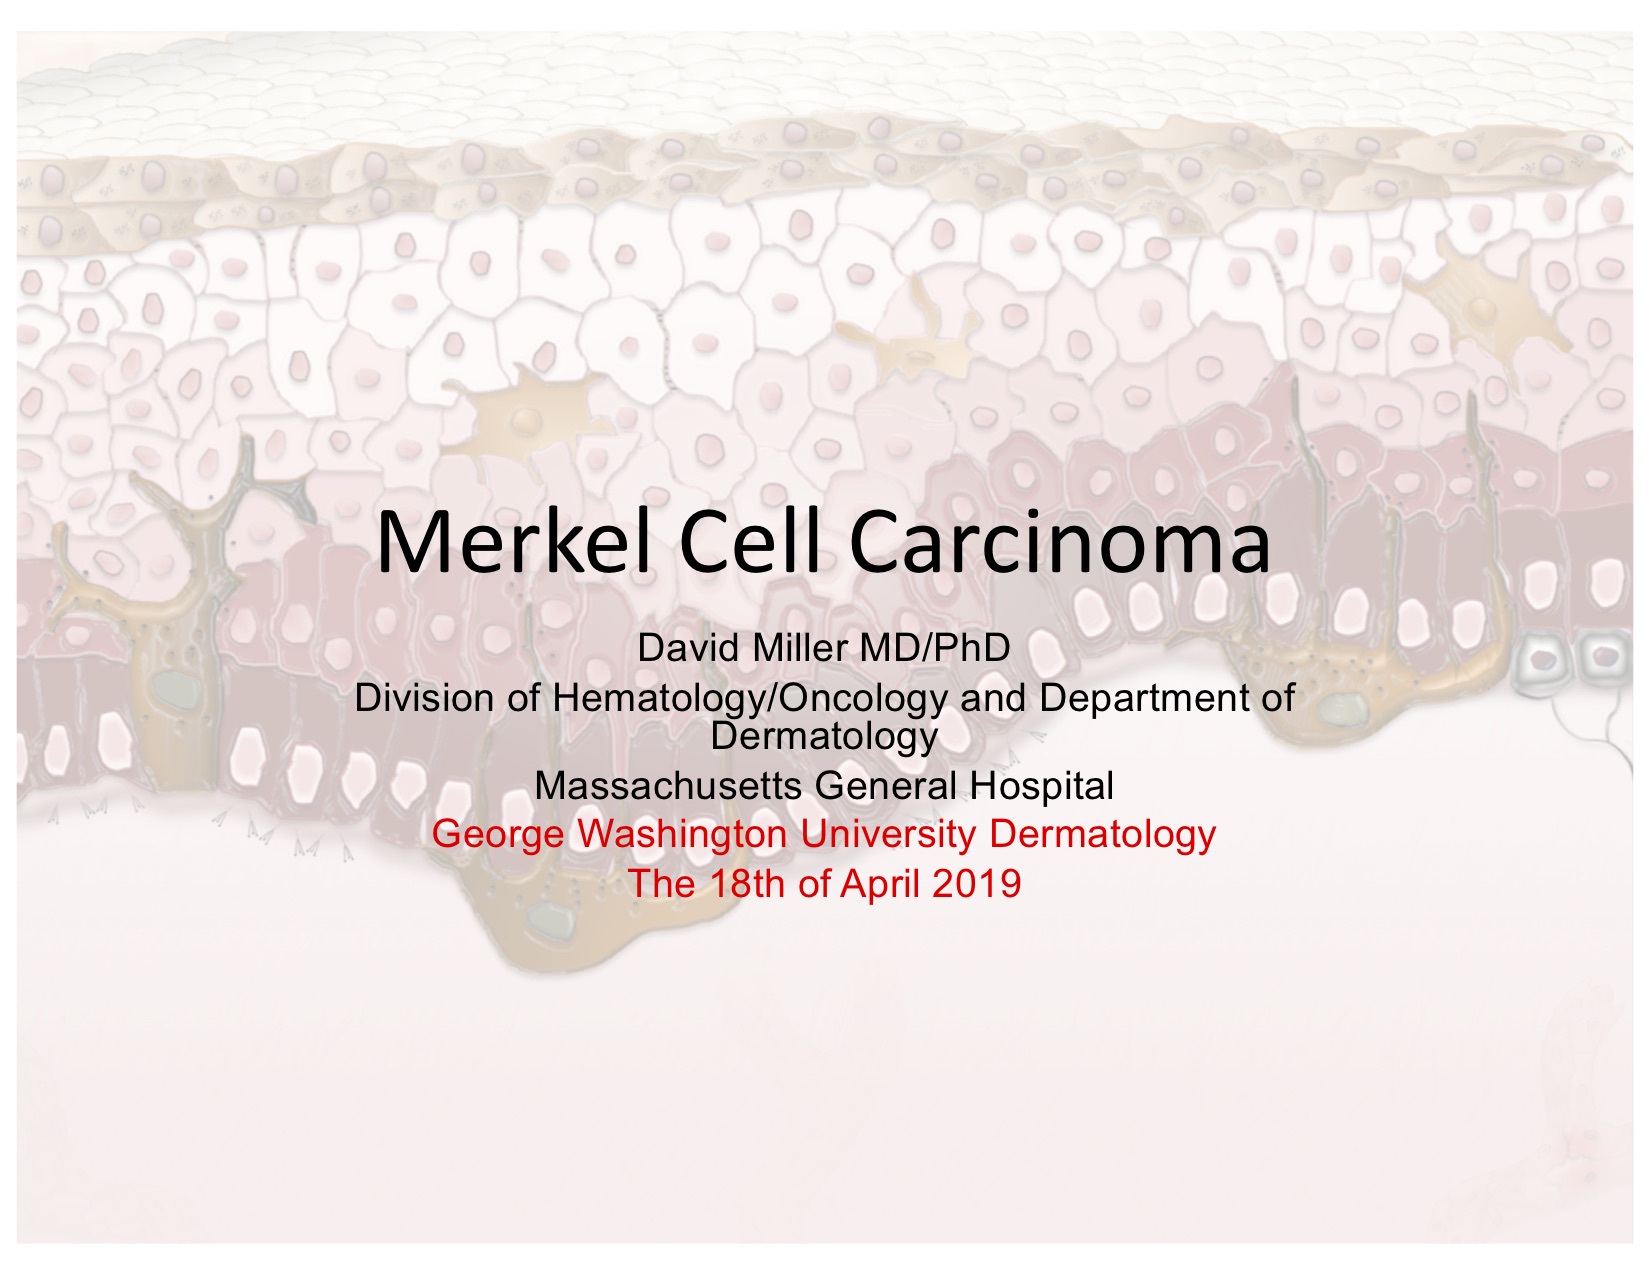 Merkel Cell Carcinoma
David Miller MD/PhD
Division of Hematology/Oncology and Department of
Dermatology
Massachusetts General Hospital
George Washington University Dermatology
The 18th of April 2019